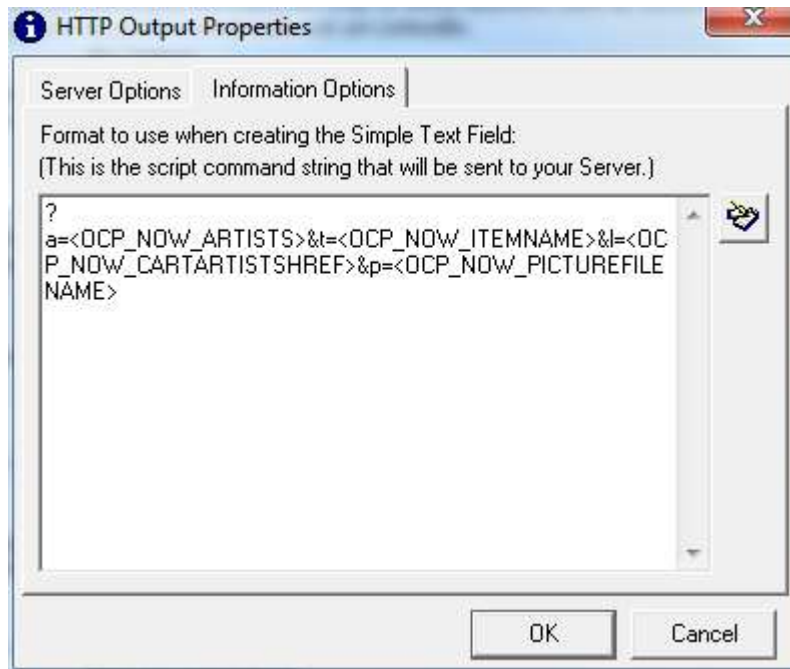 HTTP Output Properties
Server Options Information Options
Format to use when creating the Simple Text Field:
(This is the script command string that will be sent to your Server.)
?
a=<OCP_NOW_ARTISTS>&t=<OCP_NOW_ITEMNAME>&l=<OC
P_NOW_CARTARTISTSHREF>&p=<OCP_NOW_PICTUREFILE
NAME>
OK Cancel